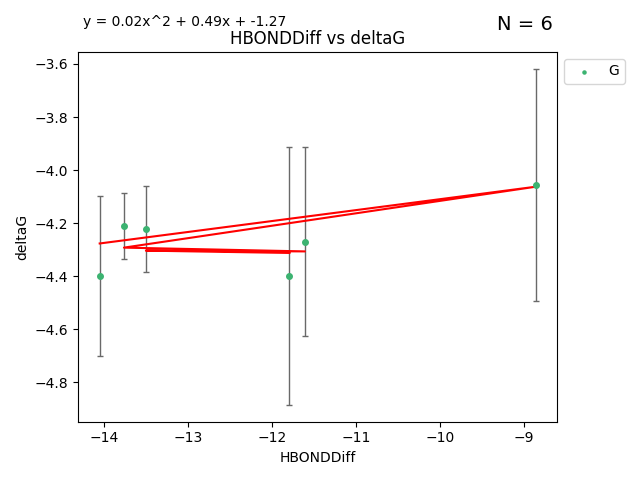 y = 0.02x^2 + 0.49x + -1.27
N = 6
HBONDDiff vs deltaG
G
−3.6
−3.8
−4.0
−4.2
−4.4
−4.6
−4.8
deltaG
−14
−13
−12
−11
−10
−9
HBONDDiff